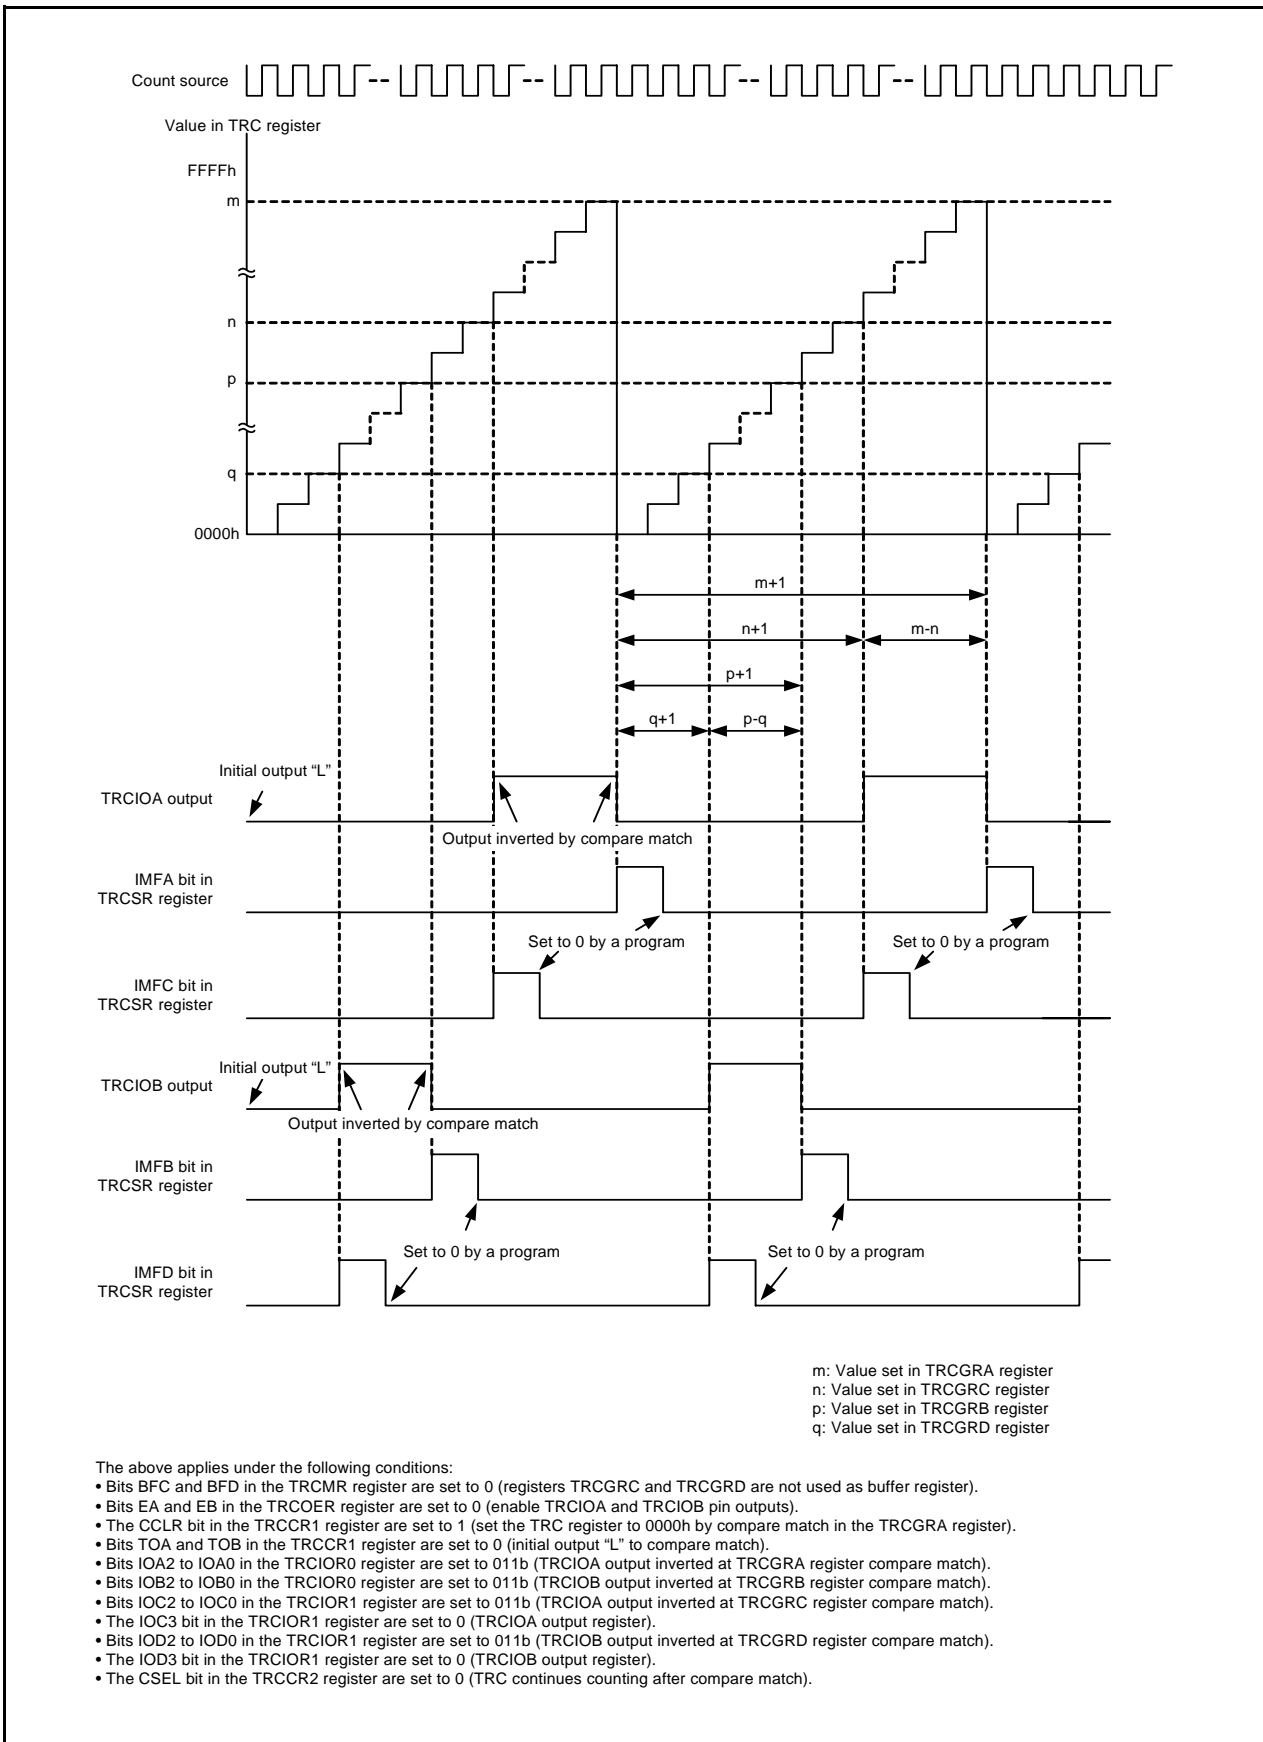 Count source
Value in TRC register
FFFFh
m
n
p
q
0000h
m+1
n+1
m-n
p+1
q+1
p-q
Initial output “L”
TRCIOA output
Output inverted by compare match
IMFA bit in
TRCSR register
Set to 0 by a program
Set to 0 by a program
IMFC bit in
TRCSR register
Initial output “L”
TRCIOB output
Output inverted by compare match
IMFB bit in
TRCSR register
Set to 0 by a program
Set to 0 by a program
IMFD bit in
TRCSR register
m: Value set in TRCGRA register
n: Value set in TRCGRC register
p: Value set in TRCGRB register
q: Value set in TRCGRD register
The above applies under the following conditions:
• Bits BFC and BFD in the TRCMR register are set to 0 (registers TRCGRC and TRCGRD are not used as buffer register).
• Bits EA and EB in the TRCOER register are set to 0 (enable TRCIOA and TRCIOB pin outputs).
• The CCLR bit in the TRCCR1 register are set to 1 (set the TRC register to 0000h by compare match in the TRCGRA register).
• Bits TOA and TOB in the TRCCR1 register are set to 0 (initial output “L” to compare match).
• Bits IOA2 to IOA0 in the TRCIOR0 register are set to 011b (TRCIOA output inverted at TRCGRA register compare match).
• Bits IOB2 to IOB0 in the TRCIOR0 register are set to 011b (TRCIOB output inverted at TRCGRB register compare match).
• Bits IOC2 to IOC0 in the TRCIOR1 register are set to 011b (TRCIOA output inverted at TRCGRC register compare match).
• The IOC3 bit in the TRCIOR1 register are set to 0 (TRCIOA output register).
• Bits IOD2 to IOD0 in the TRCIOR1 register are set to 011b (TRCIOB output inverted at TRCGRD register compare match).
• The IOD3 bit in the TRCIOR1 register are set to 0 (TRCIOB output register).
• The CSEL bit in the TRCCR2 register are set to 0 (TRC continues counting after compare match).